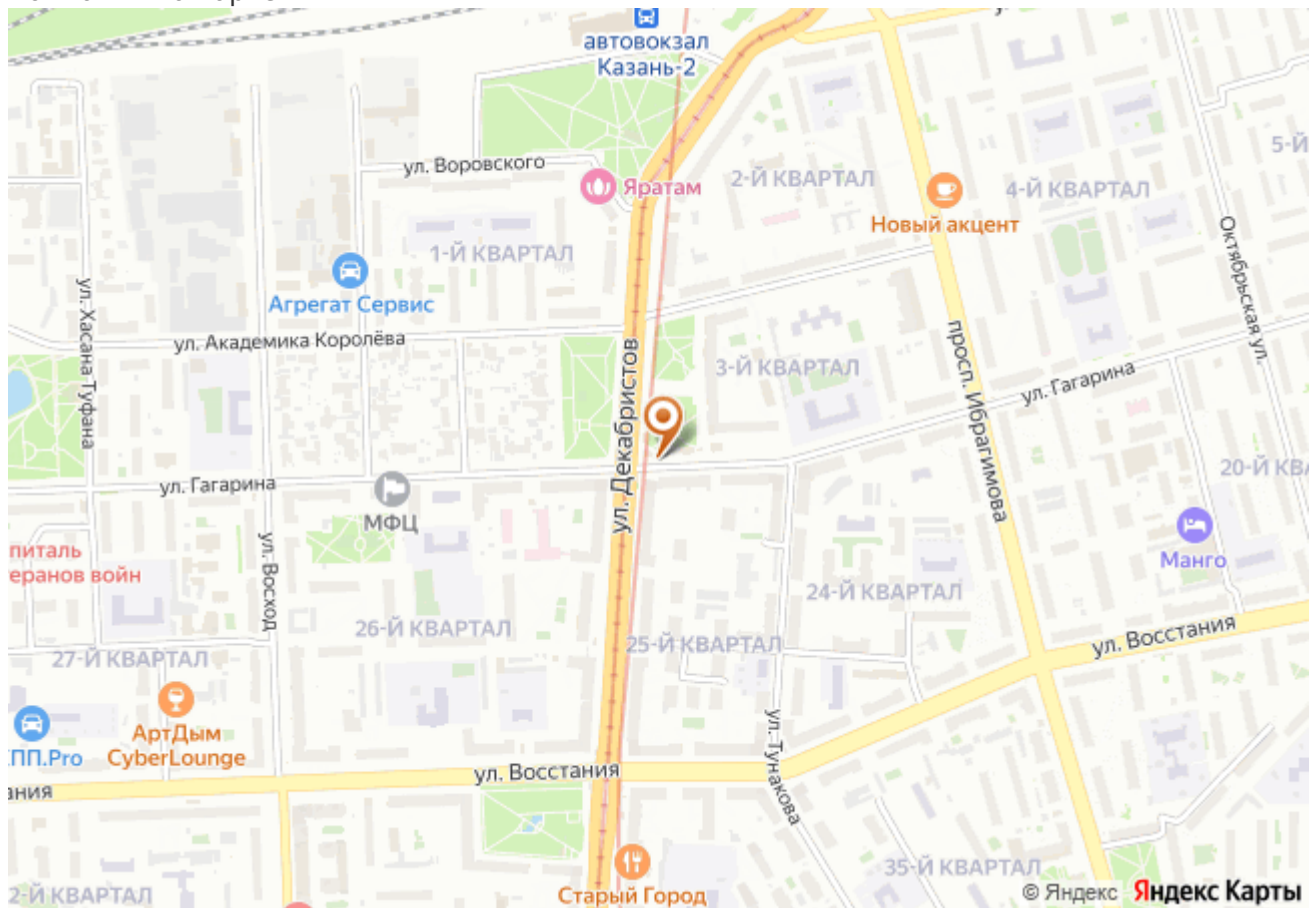 автовокзал
Казань-2
ул. Воровского
Яратам
2-Й КВАРТАЛ
Новый акцент
4-Й КВАРТАЛ
5-Й
1-Й КВАРТАЛ
Агрегат Сервис
Октябрьская ул.
ул. Хасана Туфана
ул. Академика Королёва
ул. Декабристов
3-Й КВАРТАЛ
просп. Ибрагимова
ул. Гагарина
ул. Гагарина
МФЦ
20-Й КВ
питаль
еранов войн
ул. Восход
Манго
24-Й КВАРТАЛ
26-Й КВАРТАЛ
25-Й КВАРТАЛ
ул. Восстания
27-Й КВАРТАЛ
АртДым
CyberLounge
ПП.Pro
ул. Тунакова
ул. Восстания
ания
Старый Город
35-Й КВАРТАЛ
2-Й КВАРТАЛ
© Яндекс Яндекс Карты